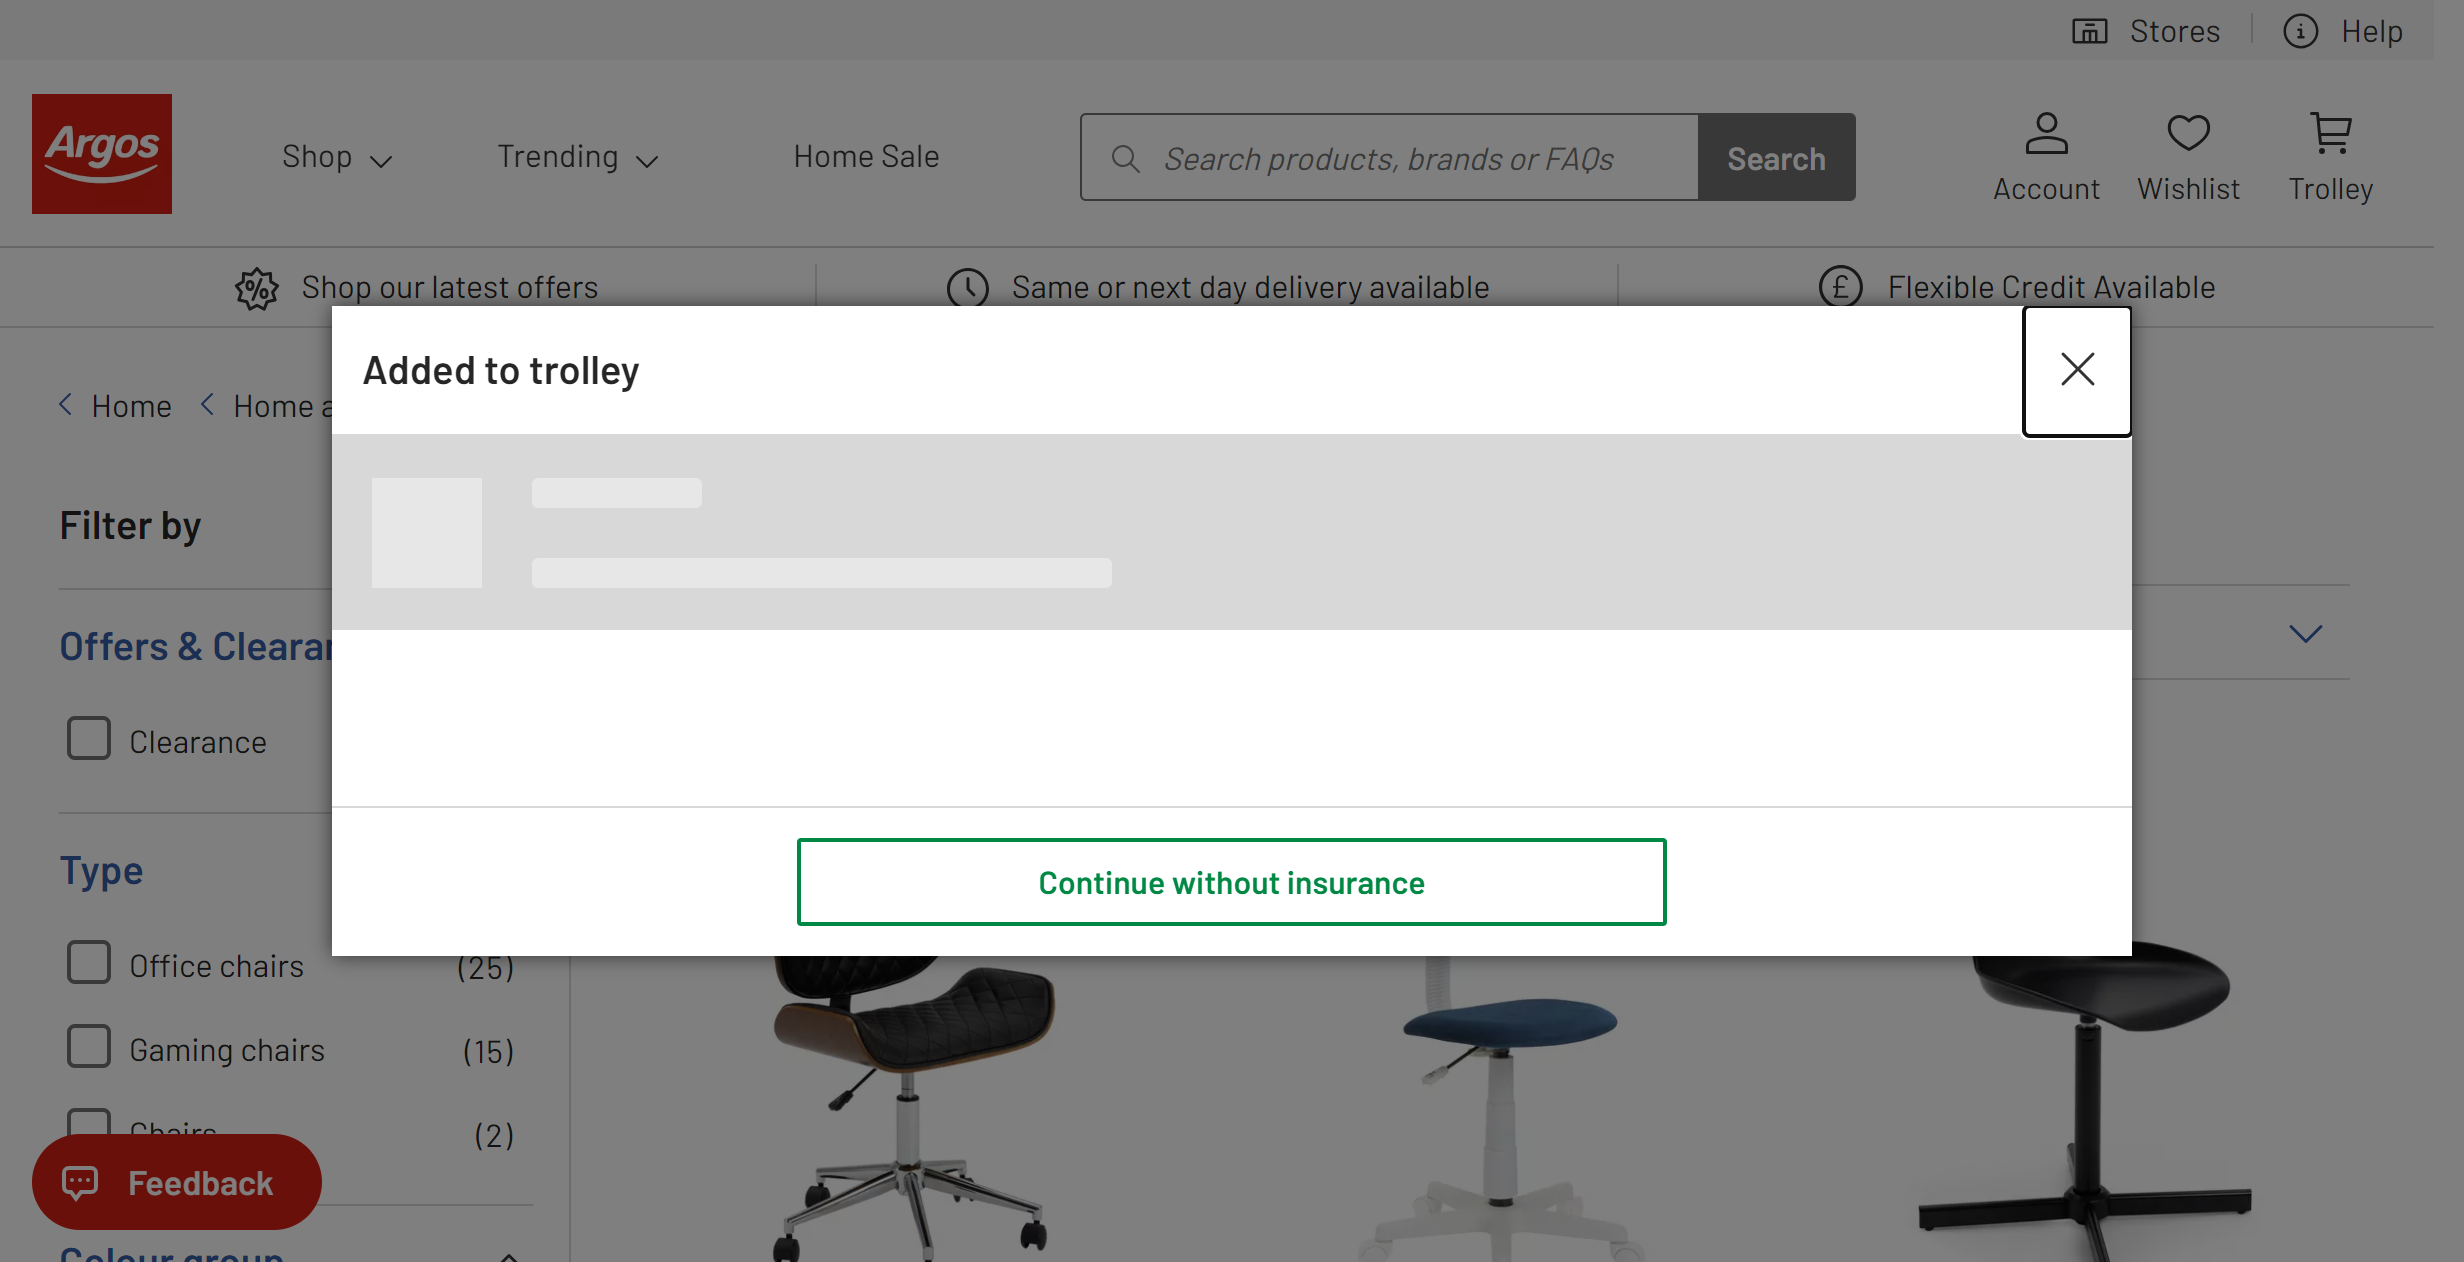 Stores
Help
Argos
Shop
Trending
Home Sale
Search products, brands or FAQs
Search
Account
Wishlist
Trolley
Shop our latest offers
Same or next day delivery available
£
Flexible Credit Available
Added to trolley
Home
Home a
Filter by
Offers & Clearan
Clearance
Continue without insurance
Type
Office chairs (25)
Gaming chairs (15)
Chairs (2)
Feedback
Colour group